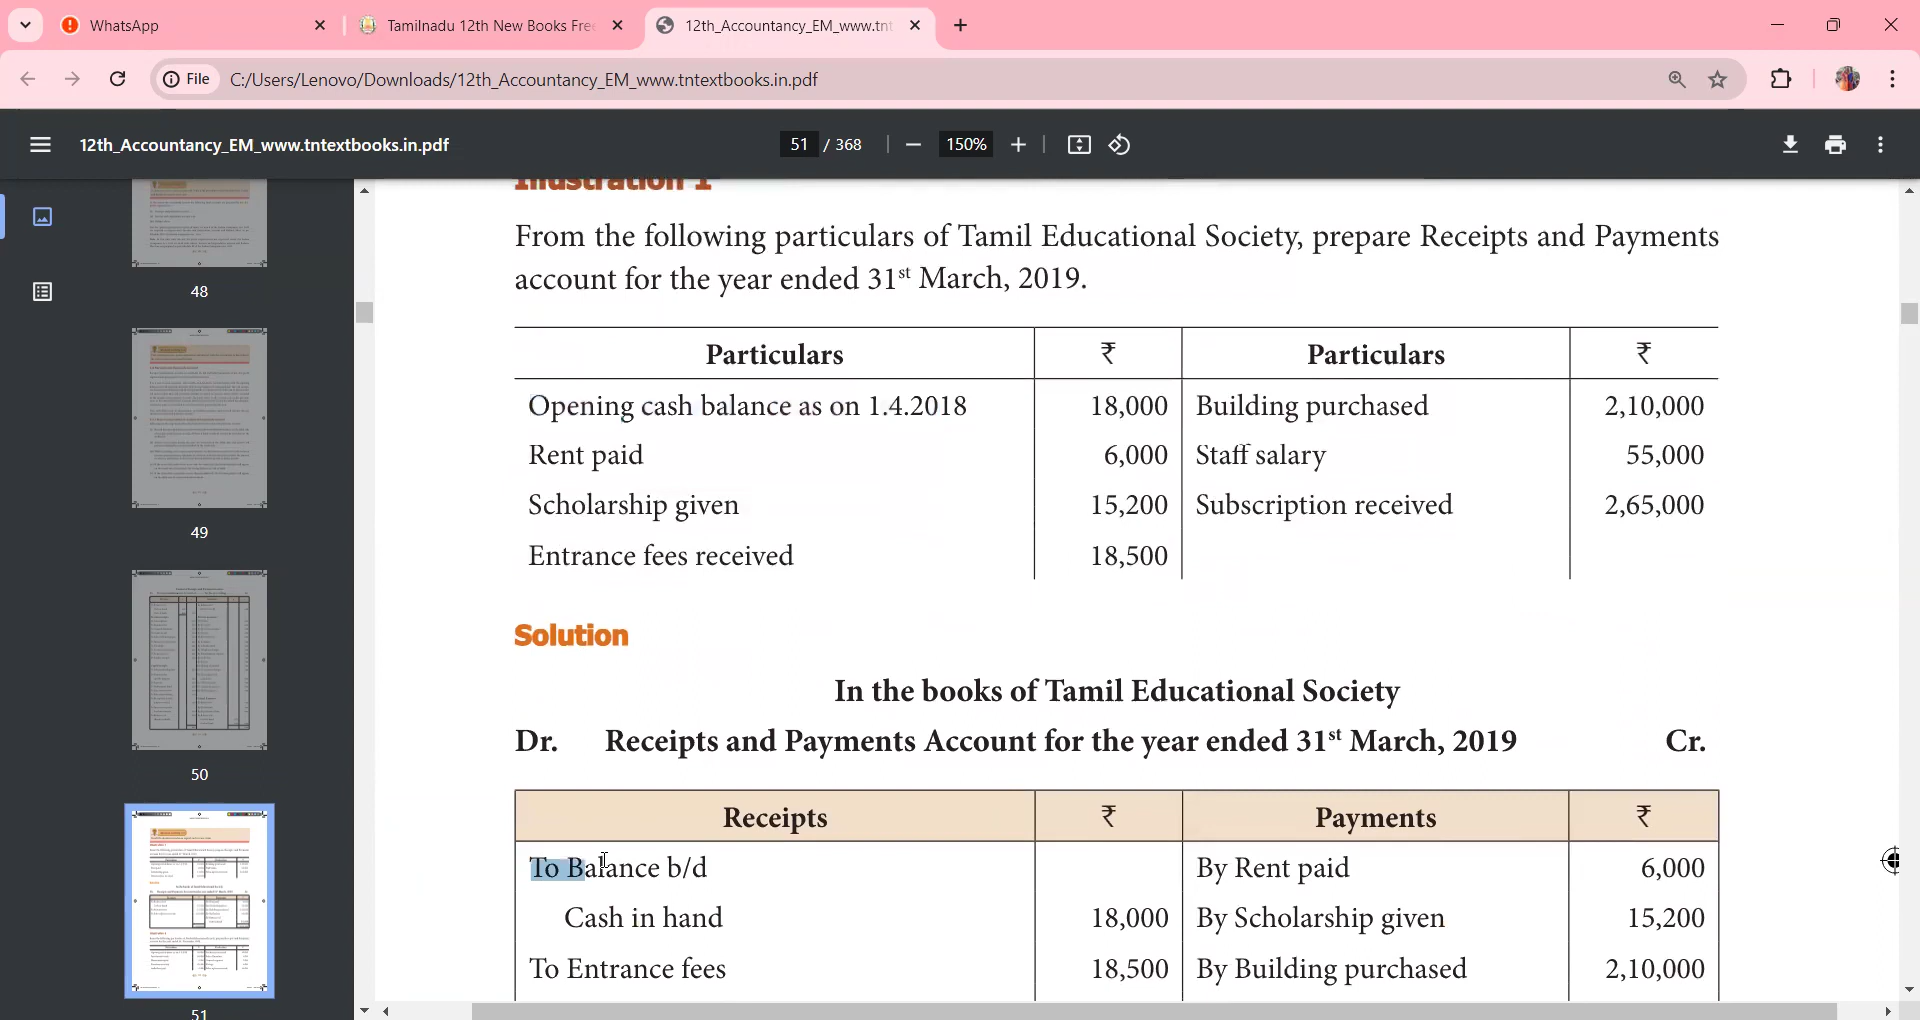 WhatsApp
Tamilnadu 12th New Books Free
12th_Accountancy_EM_www.tnt
File
C:/Users/Lenovo/Downloads/12th_Accountancy_EM_www.tntextbooks.in.pdf
12th_Accountancy_EM_www.tntextbooks.in.pdf
51 / 368
150%
48
49
50
51
Illustration 1
From the following particulars of Tamil Educational Society, prepare Receipts and Payments
account for the year ended 31st March, 2019.
Particulars ₹ Particulars ₹
Opening cash balance as on 1.4.2018 18,000 Building purchased 2,10,000
Rent paid 6,000 Staff salary 55,000
Scholarship given 15,200 Subscription received 2,65,000
Entrance fees received 18,500
Solution
In the books of Tamil Educational Society
Dr. Receipts and Payments Account for the year ended 31st March, 2019 Cr.
Receipts ₹ Payments ₹
To Balance b/d By Rent paid 6,000
Cash in hand 18,000 By Scholarship given 15,200
To Entrance fees 18,500 By Building purchased 2,10,000